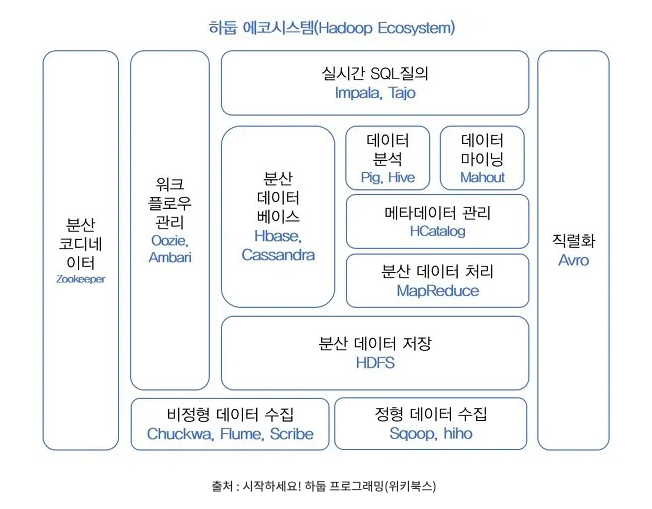 하둡 에코시스템(Hadoop Ecosystem)
분산
코디네
이터
Zookeeper
워크
플로우
관리
Oozie,
Ambari
실시간 SQL질의
Impala, Tajo
분산
데이터
베이스
Hbase,
Cassandra
데이터
분석
Pig, Hive
데이터
마이닝
Mahout
메타데이터 관리
HCatalog
분산 데이터 처리
MapReduce
분산 데이터 저장
HDFS
비정형 데이터 수집
Chuckwa, Flume, Scribe
정형 데이터 수집
Sqoop, hiho
직렬화
Avro
출처 : 시작하세요! 하둡 프로그래밍(위키북스)